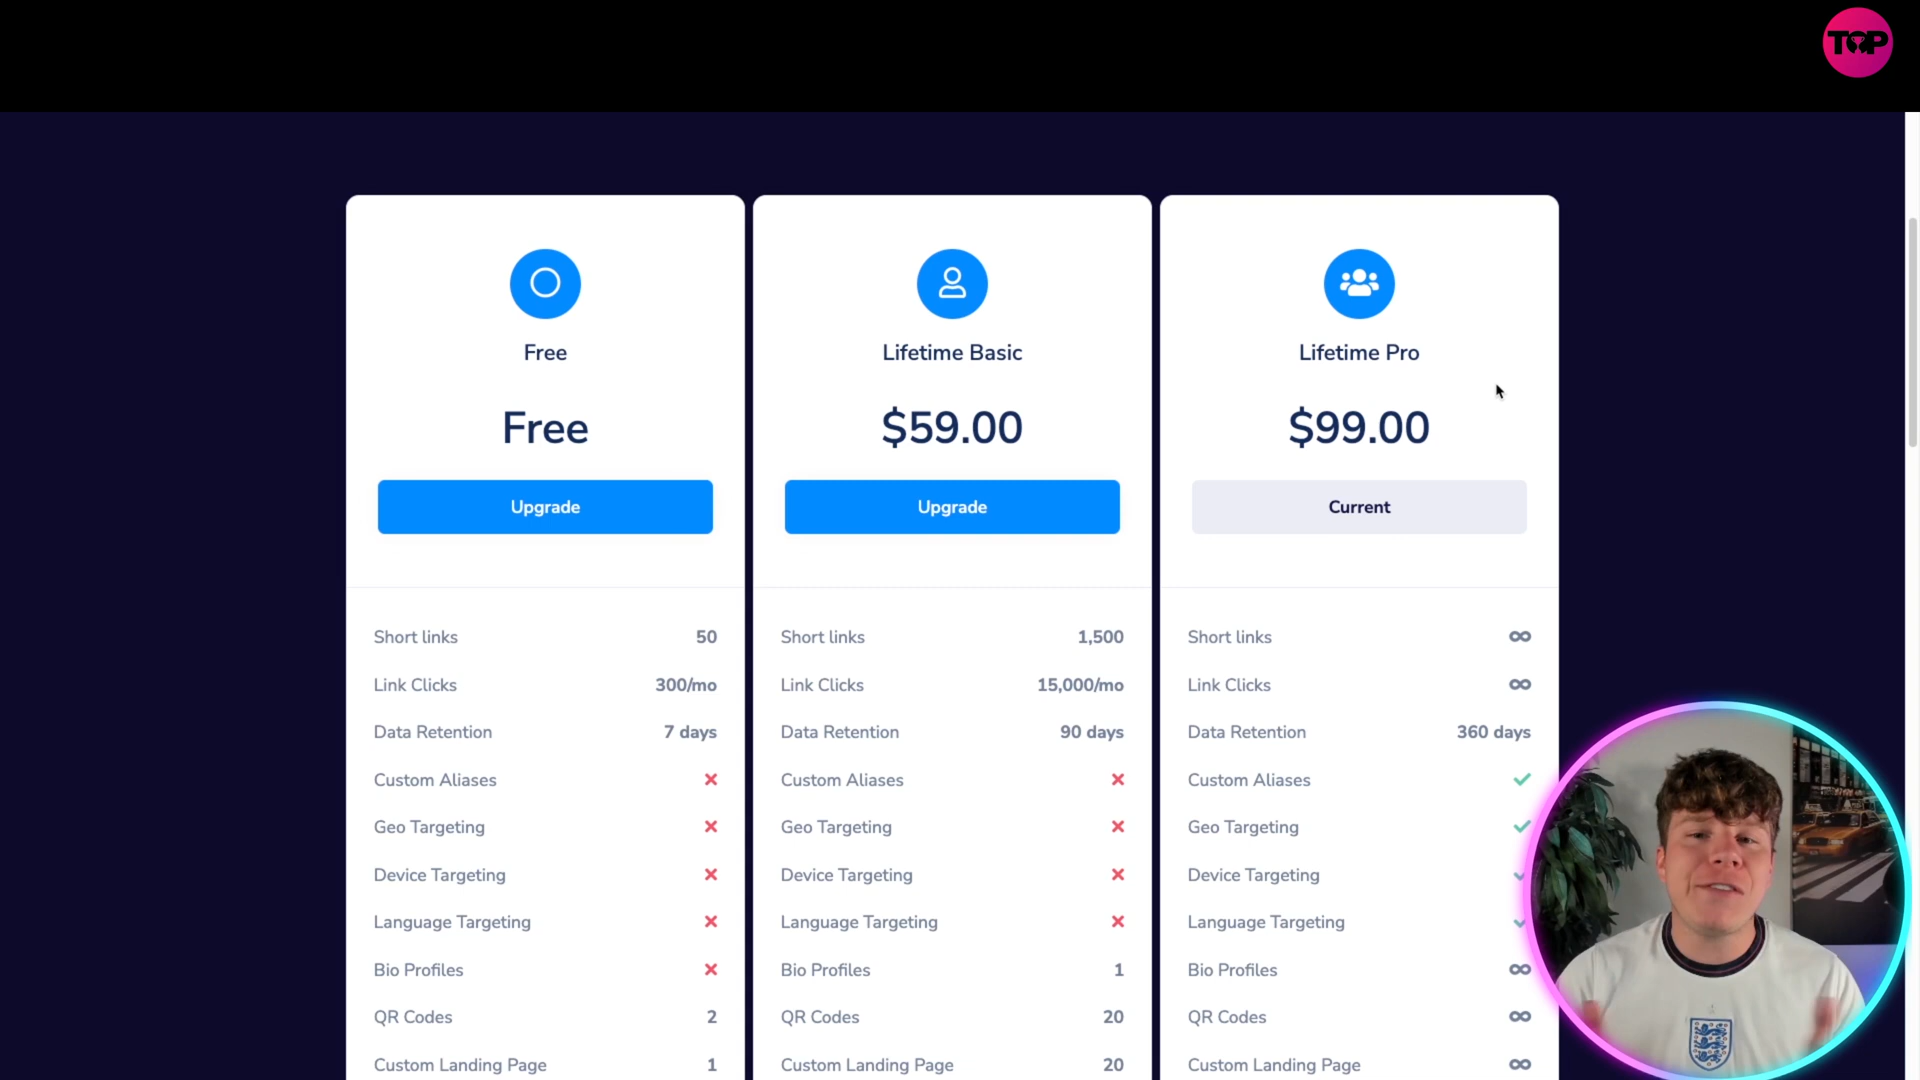 TOP
Free
Free
Upgrade
Short links 50
Link Clicks 300/mo
Data Retention 7 days
Custom Aliases
Geo Targeting
Device Targeting
Language Targeting
Bio Profiles
QR Codes 2
Custom Landing Page 1
Lifetime Basic
$59.00
Upgrade
Short links 1,500
Link Clicks 15,000/mo
Data Retention 90 days
Custom Aliases
Geo Targeting
Device Targeting
Language Targeting
Bio Profiles 1
QR Codes 20
Custom Landing Page 20
Lifetime Pro
$99.00
Current
Short links ∞
Link Clicks ∞
Data Retention 360 days
Custom Aliases
Geo Targeting
Device Targeting
Language Targeting
Bio Profiles ∞
QR Codes ∞
Custom Landing Page ∞